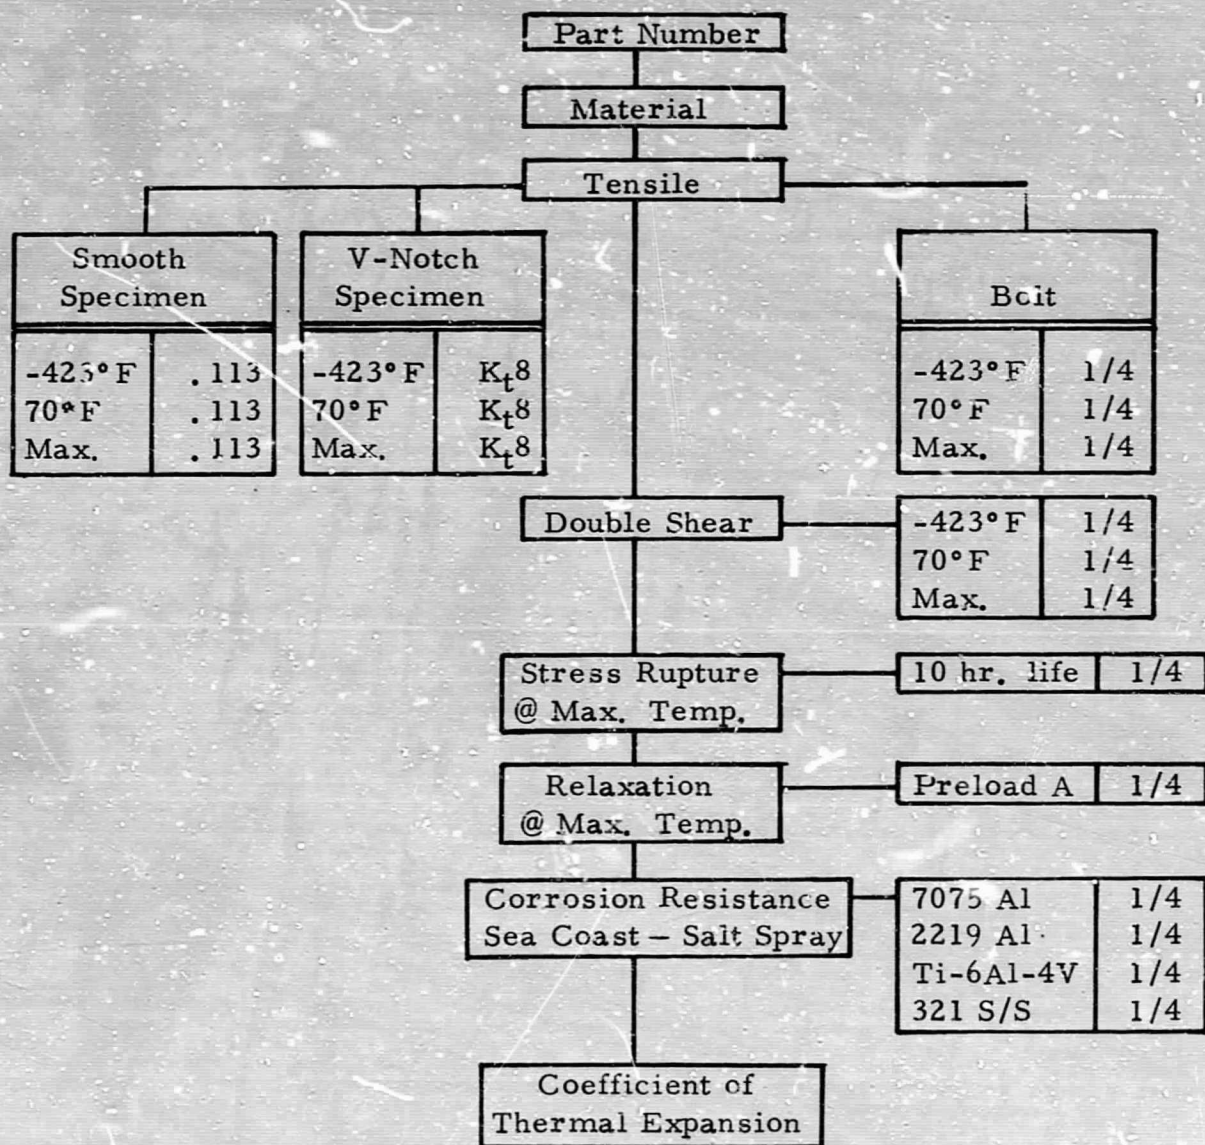 Part Number
Material
Tensile
Smooth
Specimen
-423°F .113
70°F .113
Max. .113
V-Notch
Specimen
-423°F Kt8
70°F Kt8
Max. Kt8
Bolt
-423°F 1/4
70°F 1/4
Max. 1/4
Double Shear
-423°F 1/4
70°F 1/4
Max. 1/4
Stress Rupture
@ Max. Temp.
10 hr. life 1/4
Relaxation
@ Max. Temp.
Preload A 1/4
Corrosion Resistance
Sea Coast – Salt Spray
7075 Al 1/4
2219 Al 1/4
Ti-6Al-4V 1/4
321 S/S 1/4
Coefficient of
Thermal Expansion